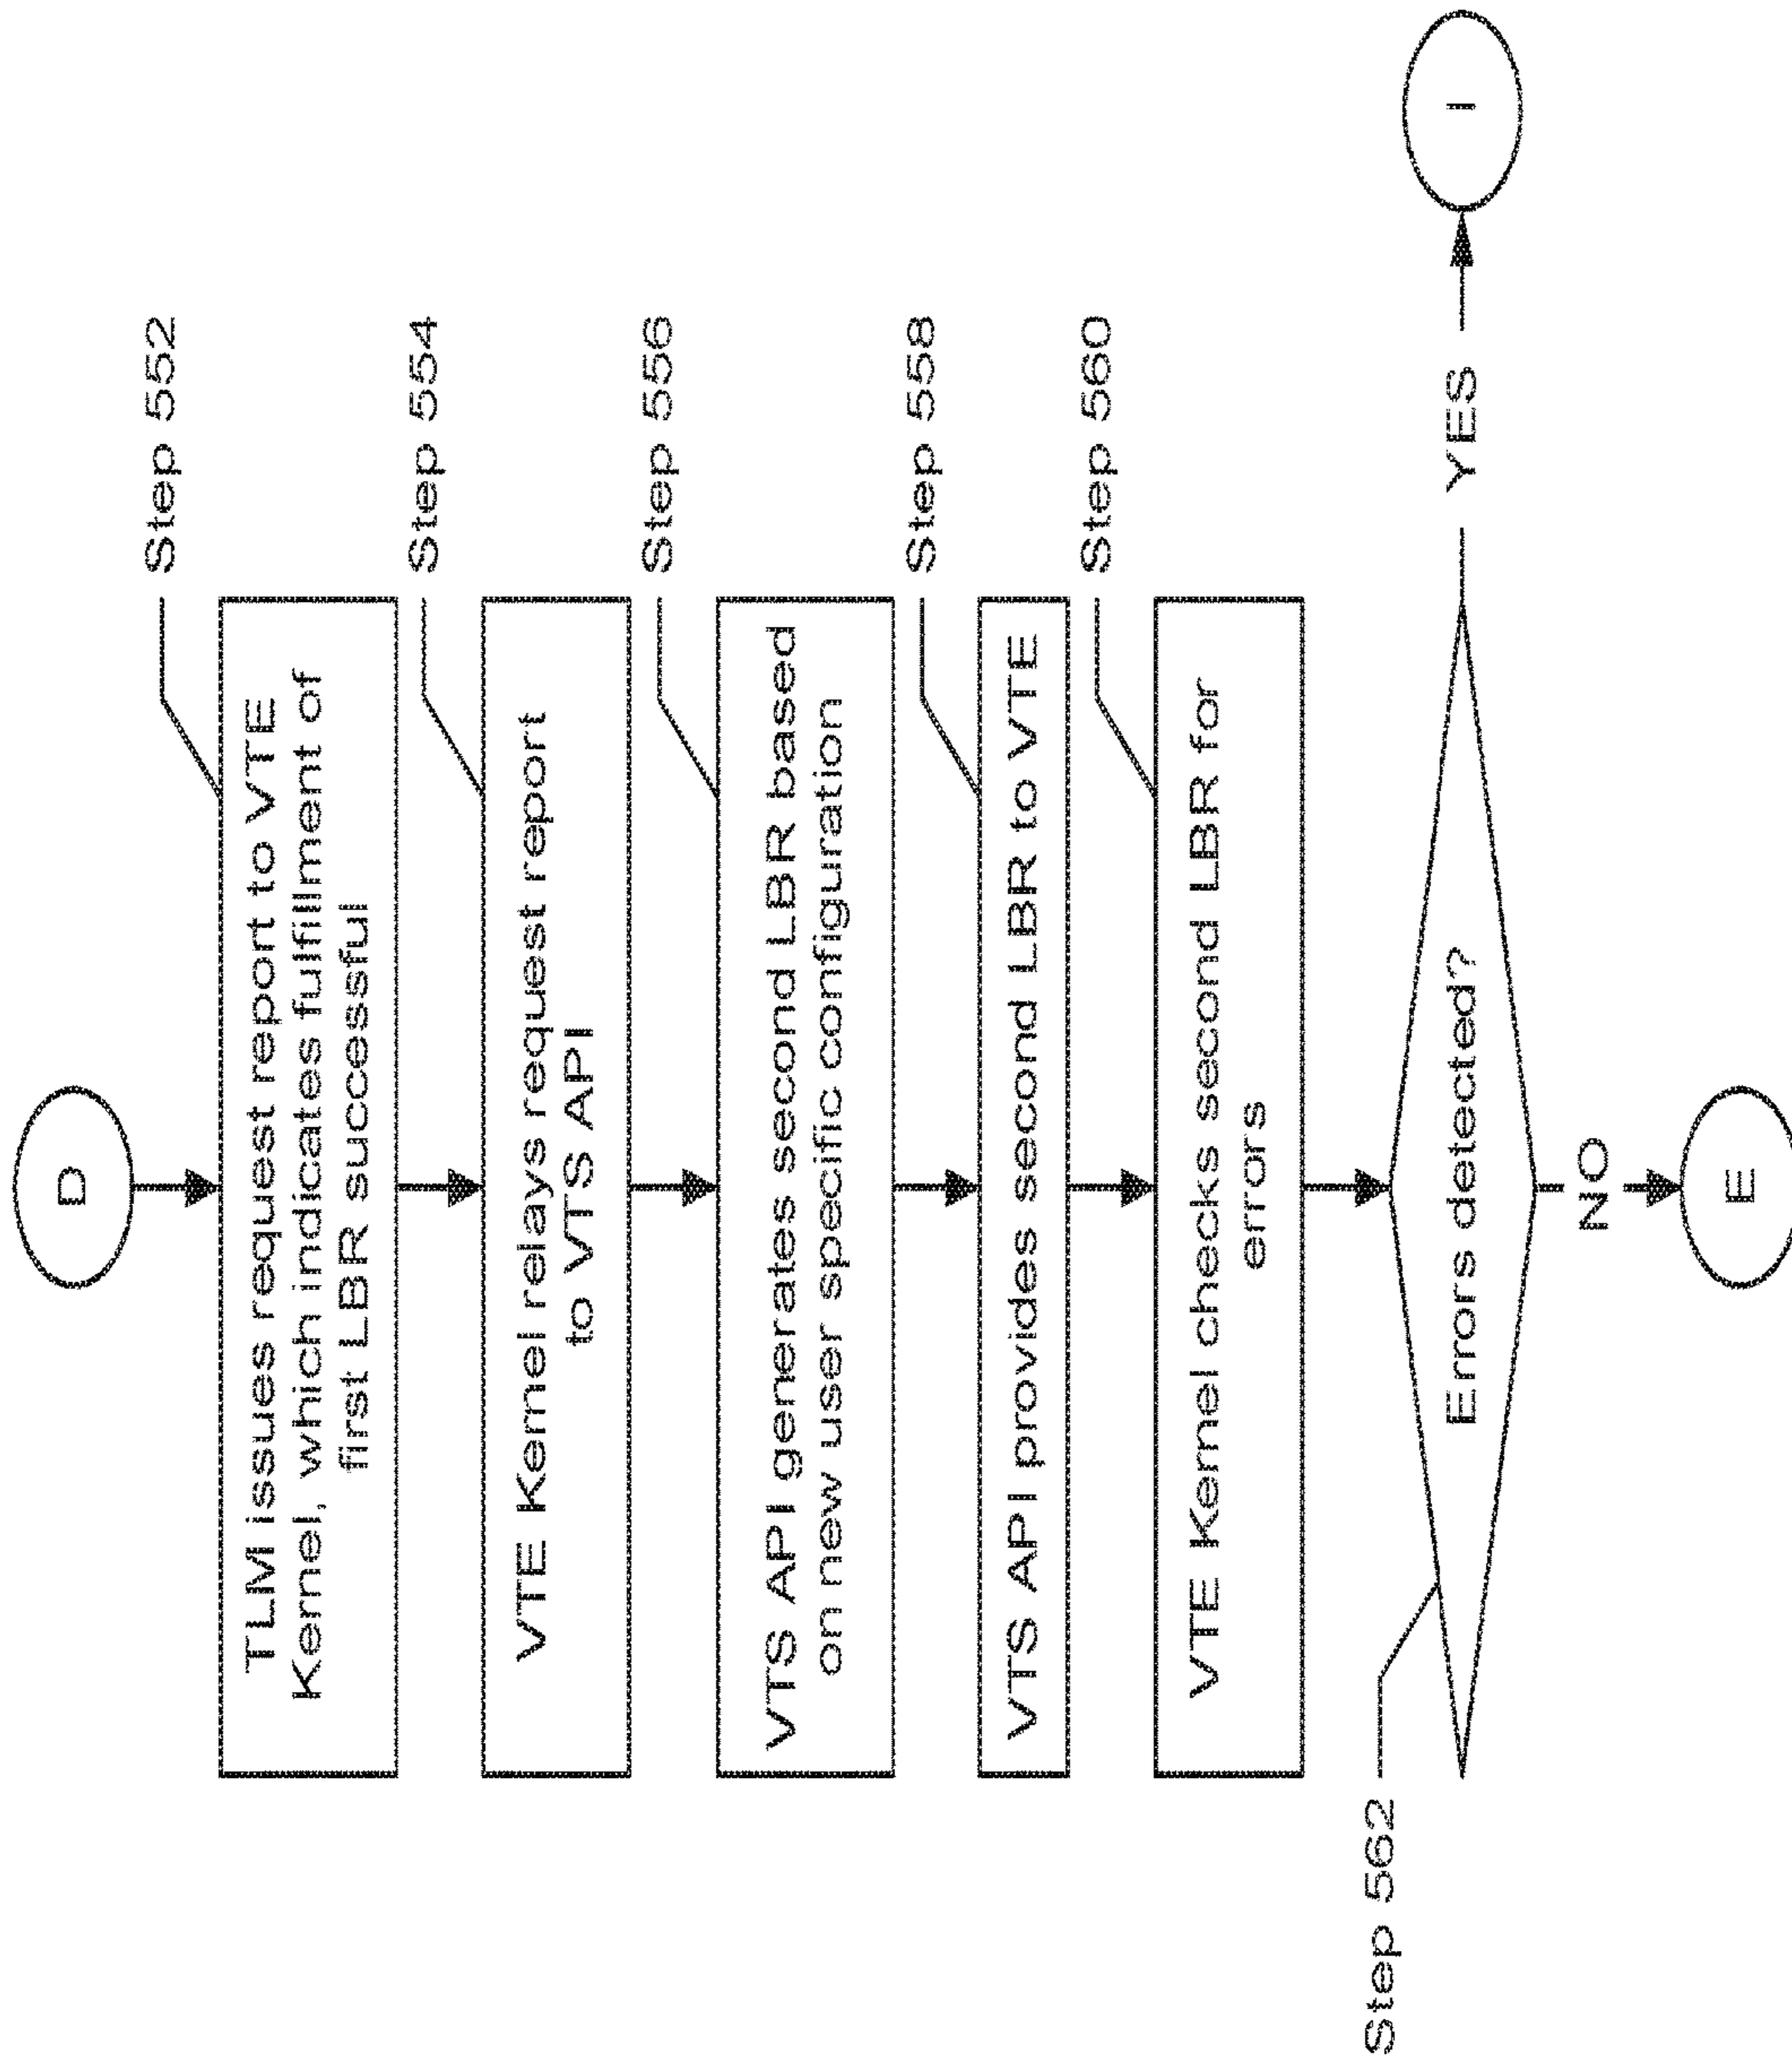 D
Step 552
TLM issues request report to VTE
Kernel, which indicates fulfillment of
first LBR successful
Step 554
VTE Kernel relays request report
to VTS API
Step 556
VTS API generates second LBR based
on new user specific configuration
Step 558
VTS API provides second LBR to VTE
Step 560
VTE Kernel checks second LBR for
errors
Step 562
Errors detected?
YES
I
NO
E